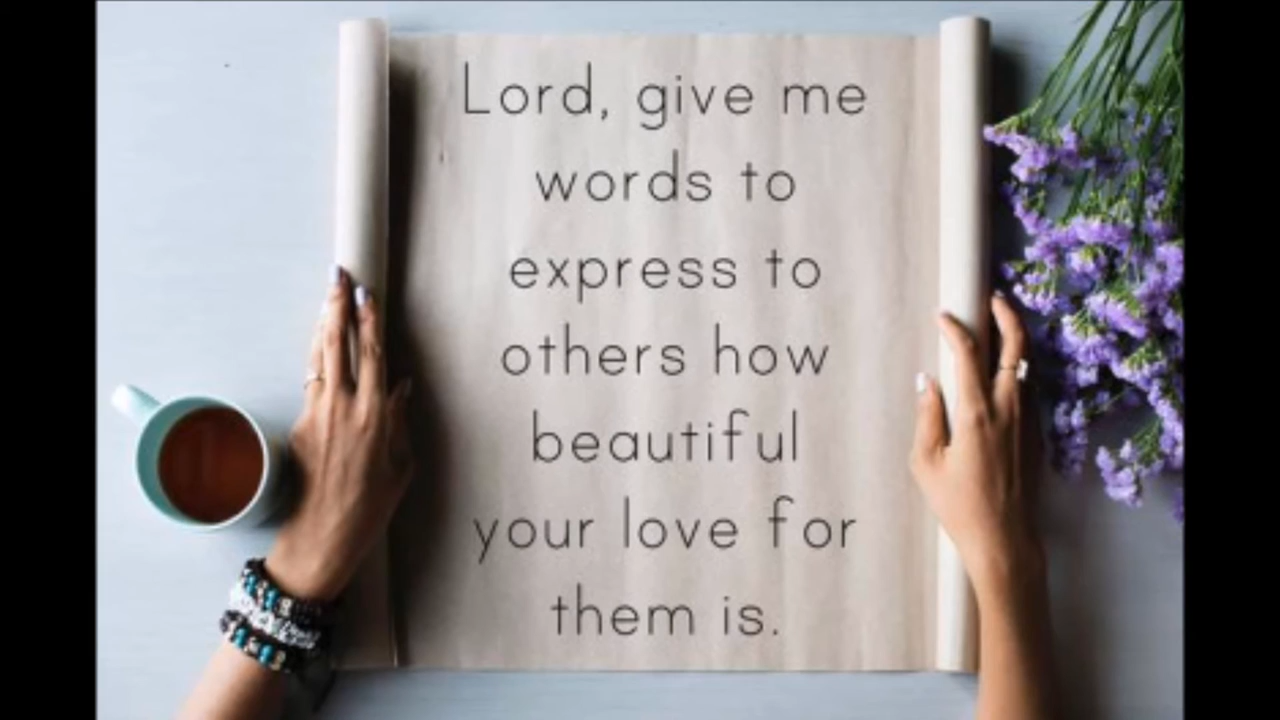 Lord, give me
words to
express to
others how
beautiful
your love for
them is.